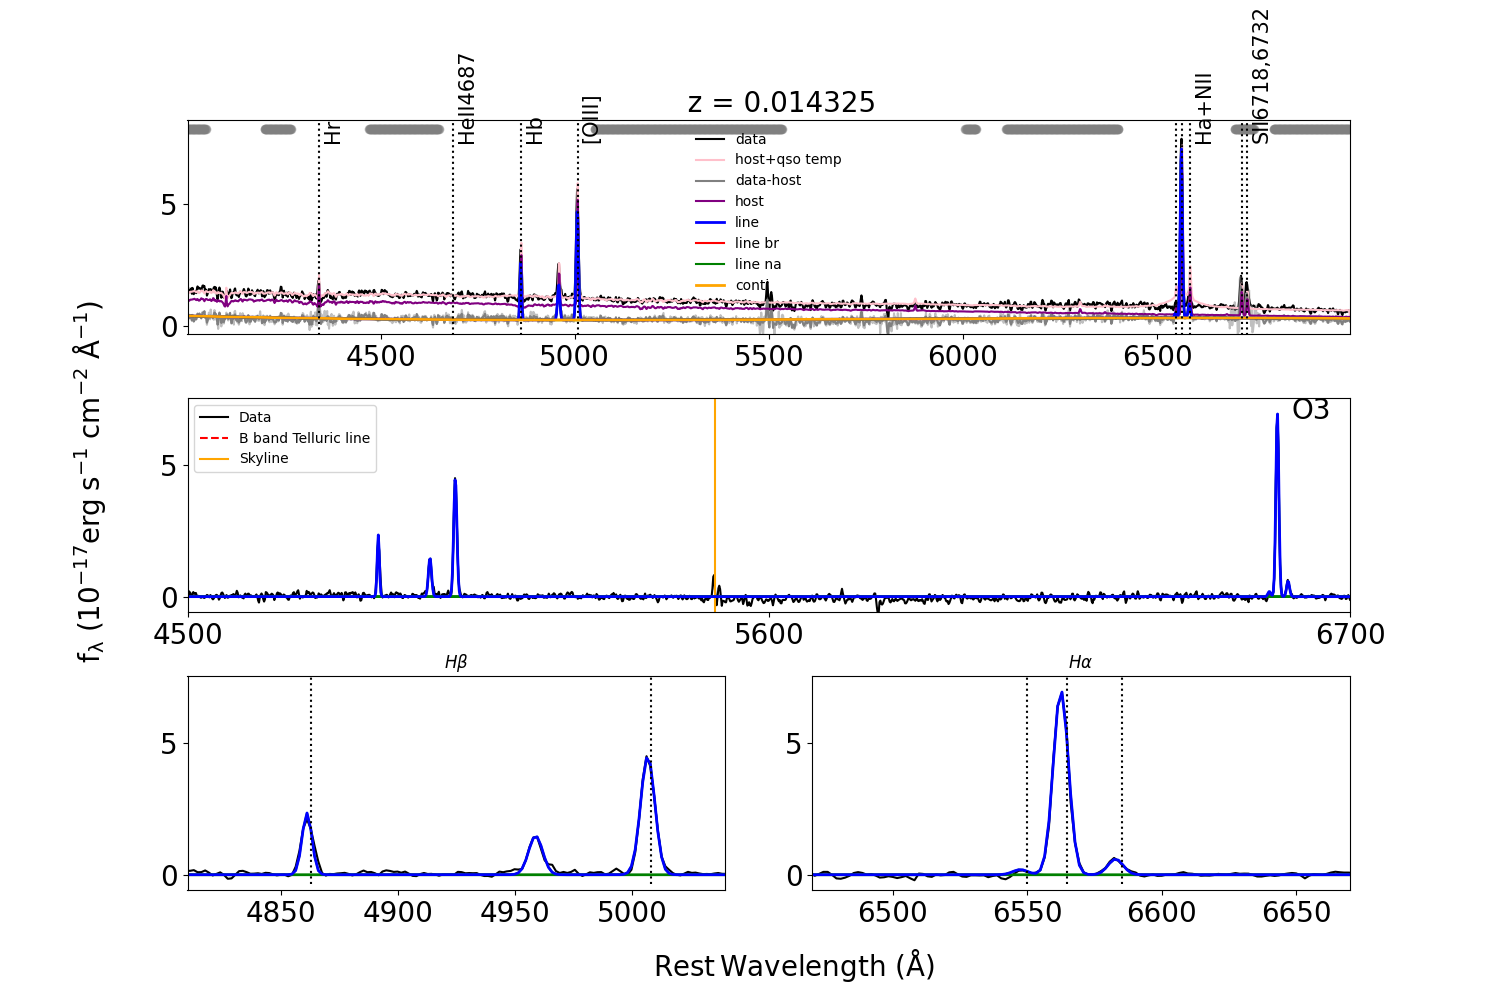 z = 0.014325
Hr
HeII4687
Hb
[OIII]
Ha+NII
SII6718,6732
data
host+qso temp
data-host
host
line
line br
line na
conti
5
0
4500
5000
5500
6000
6500
Data
B band Telluric line
Skyline
O3
5
0
4500
5600
6700
fλ (10⁻¹⁷erg s⁻¹ cm⁻² Å⁻¹)
Hβ
5
0
4850
4900
4950
5000
Hα
5
0
6500
6550
6600
6650
Rest Wavelength (Å)